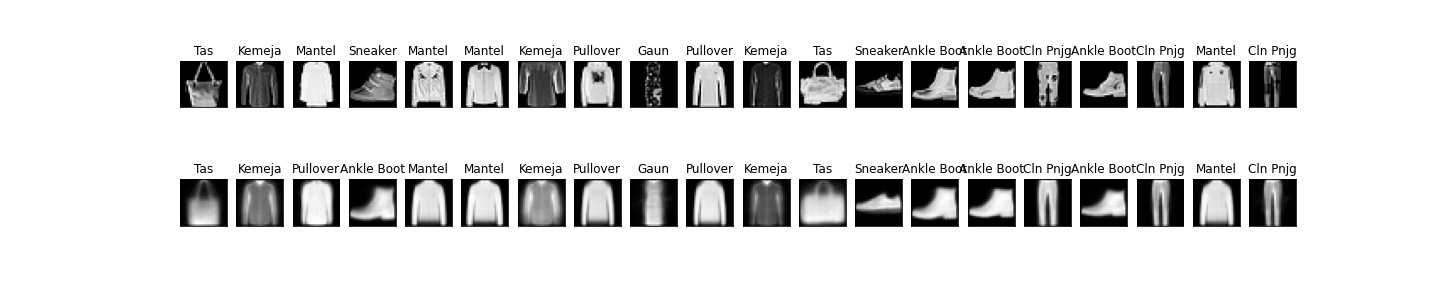 Tas Kemeja Mantel Sneaker Mantel Mantel Kemeja Pullover Gaun Pullover Kemeja Tas Sneaker Ankle Boot Ankle Boot Cln Pnjg Ankle Boot Cln Pnjg Mantel Cln Pnjg
Tas Kemeja Pullover Ankle Boot Mantel Mantel Kemeja Pullover Gaun Pullover Kemeja Tas Sneaker Ankle Boot Ankle Boot Cln Pnjg Ankle Boot Cln Pnjg Mantel Cln Pnjg